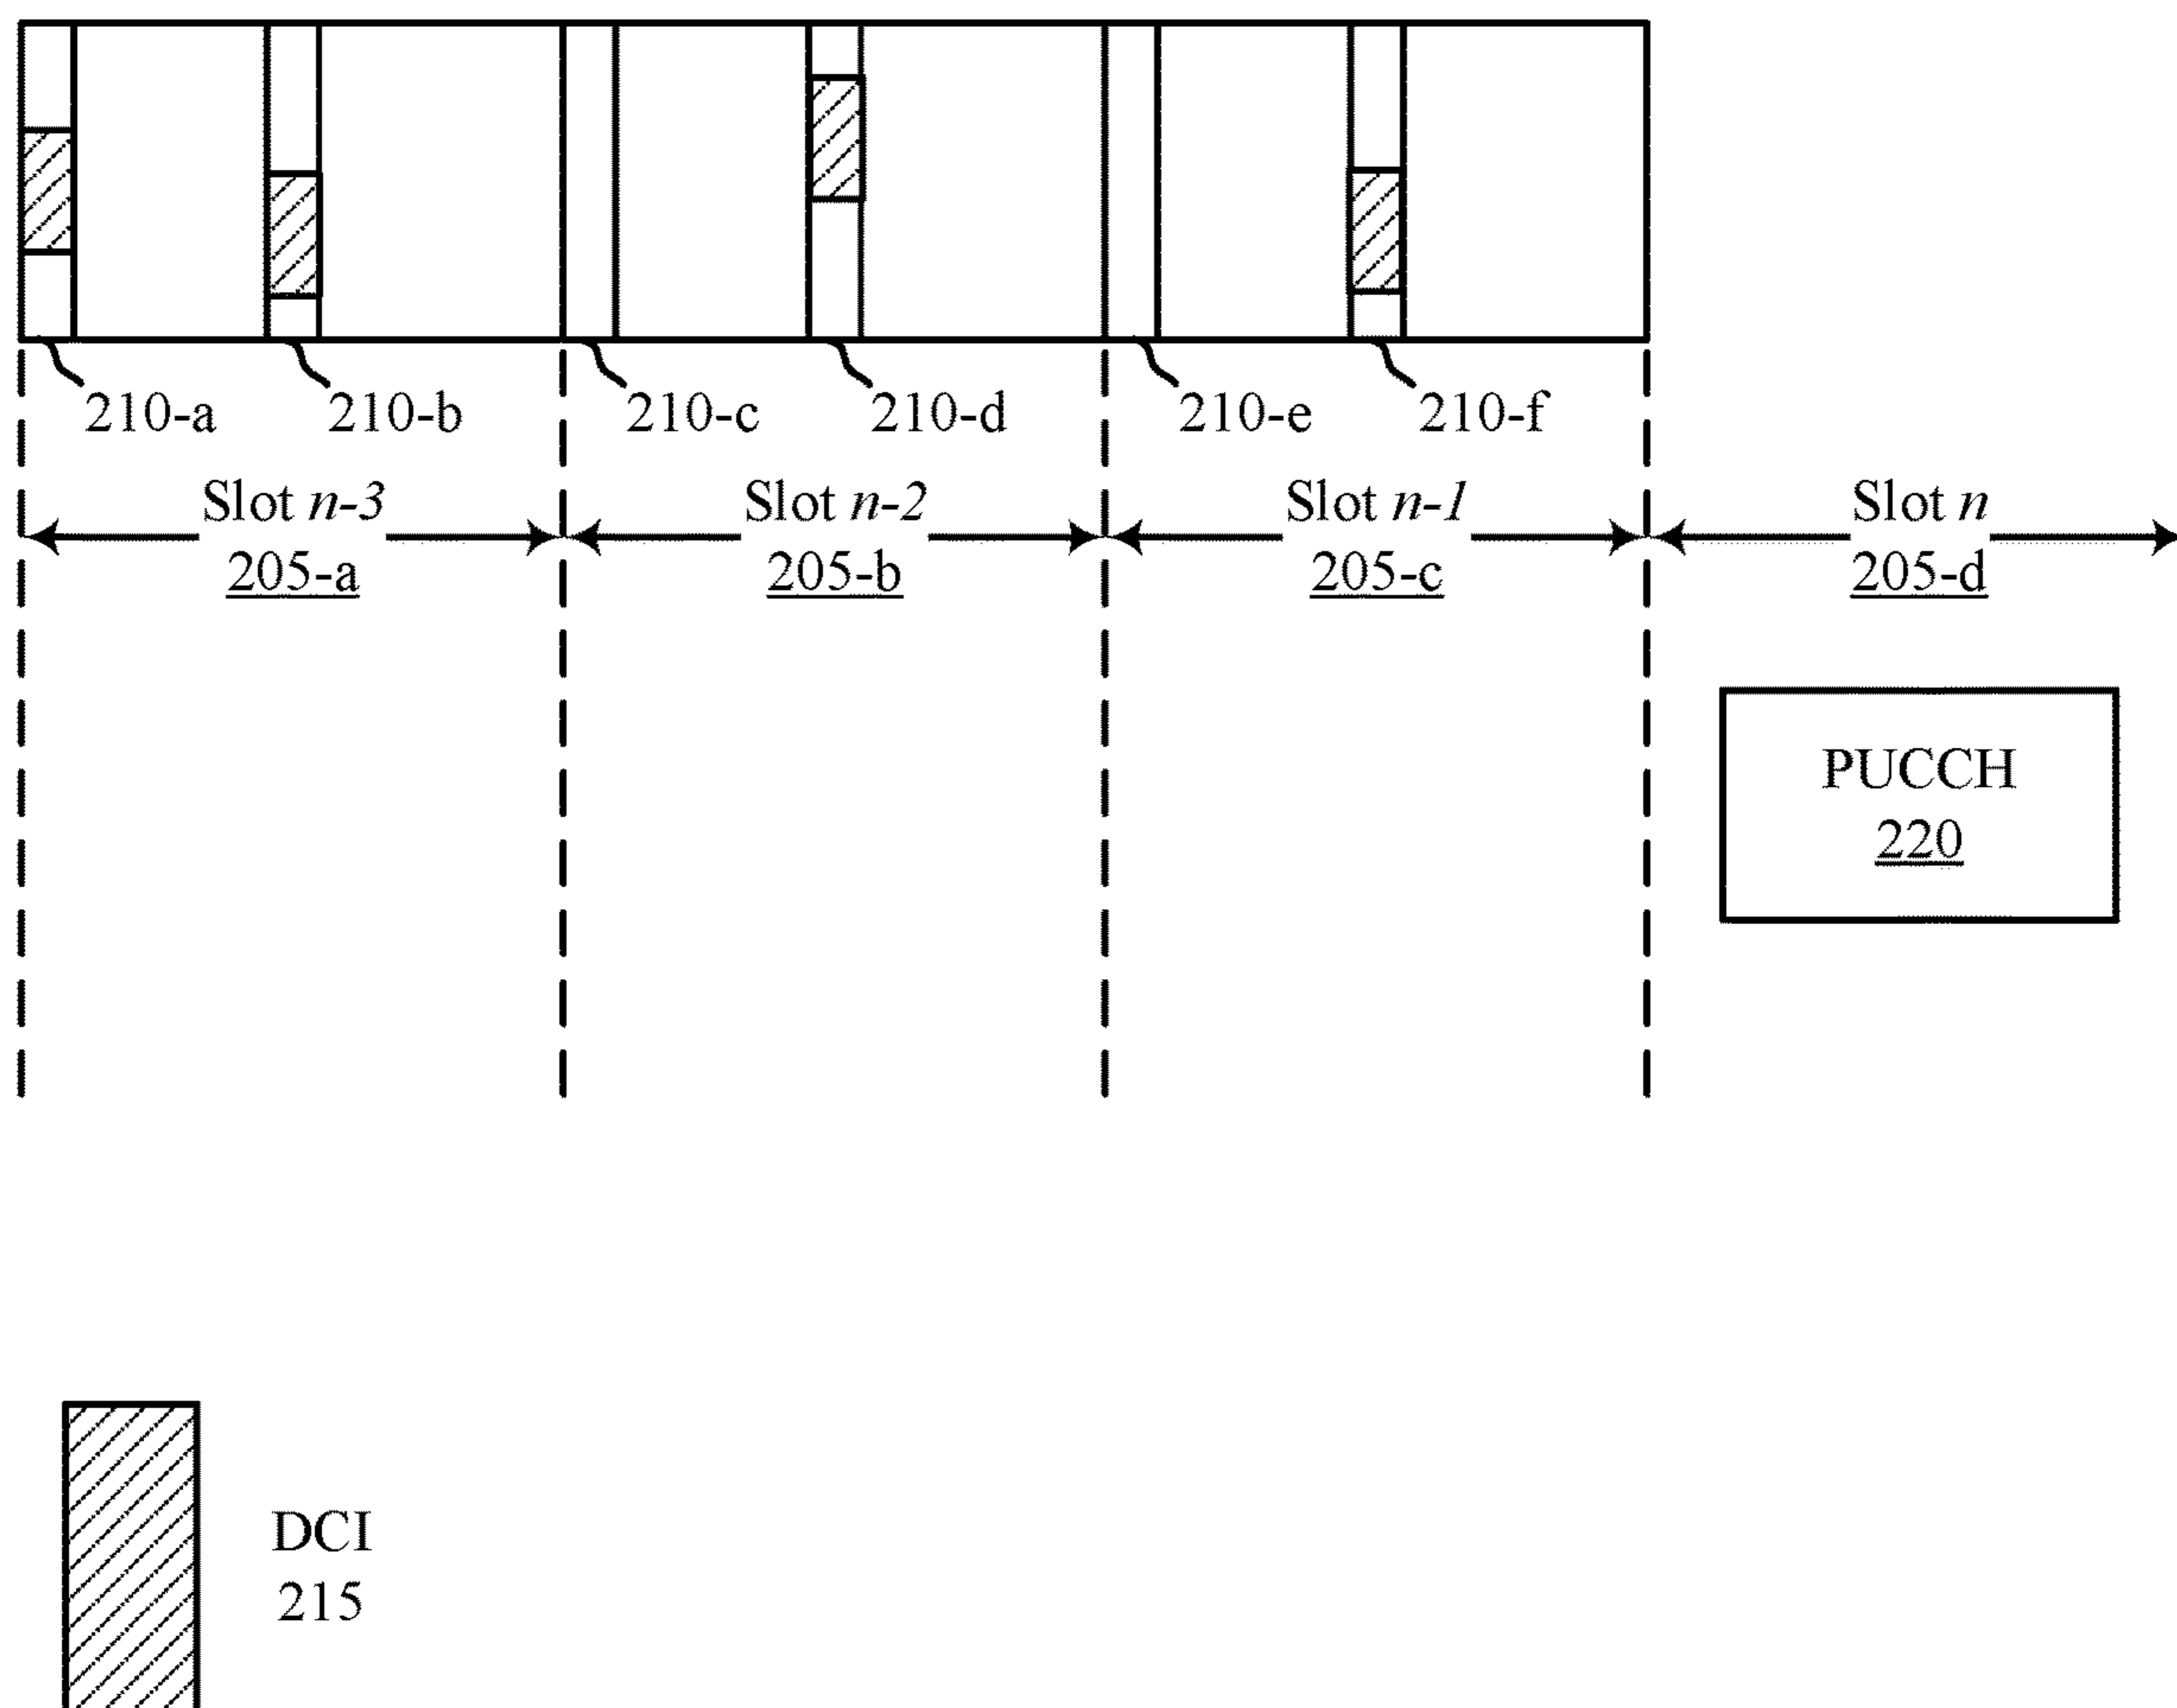 210-a 210-b 210-c 210-d 210-e 210-f
Slot n-3 Slot n-2 Slot n-1 Slot n
205-a 205-b 205-c 205-d
PUCCH
220
DCI
215